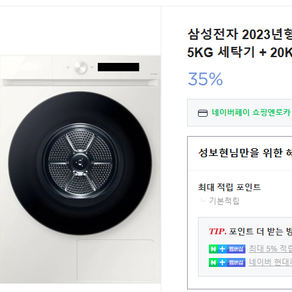 삼성전자 2023년형
5KG 세탁기 + 20K
35%
네이버페이 쇼핑엔로카
성보현님만을 위한 혜
최대 적립 포인트
기본적립
TIP. 포인트 더 받는 방
N+ 멤버십 최대 5% 적립
N+ 멤버십 네이버 현대카